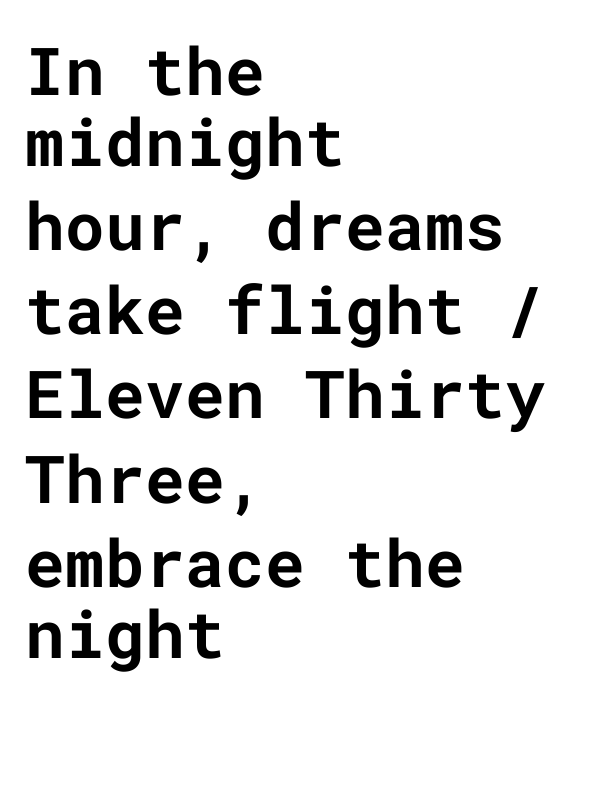 In the
midnight
hour, dreams
take flight /
Eleven Thirty
Three,
embrace the
night